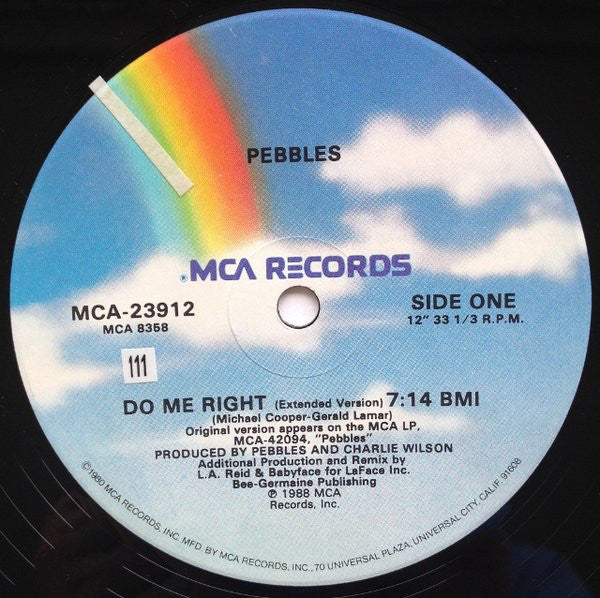 PEBBLES
®MCA RECORDS
MCA-23912
MCA 8358
SIDE ONE
12" 33 1/3 R.P.M.
111
DO ME RIGHT (Extended Version) 7:14 BMI
(Michael Cooper-Gerald Lamar)
Original version appears on the MCA LP,
MCA-42094, "Pebbles"
PRODUCED BY PEBBLES AND CHARLIE WILSON
Additional Production and Remix by
L.A. Reid & Babyface for LaFace Inc.
Bee-Germaine Publishing
℗ 1988 MCA
Records, Inc.
©1980 MCA RECORDS, INC. MFD. BY MCA RECORDS, INC., 70 UNIVERSAL PLAZA, UNIVERSAL CITY, CALIF. 91608